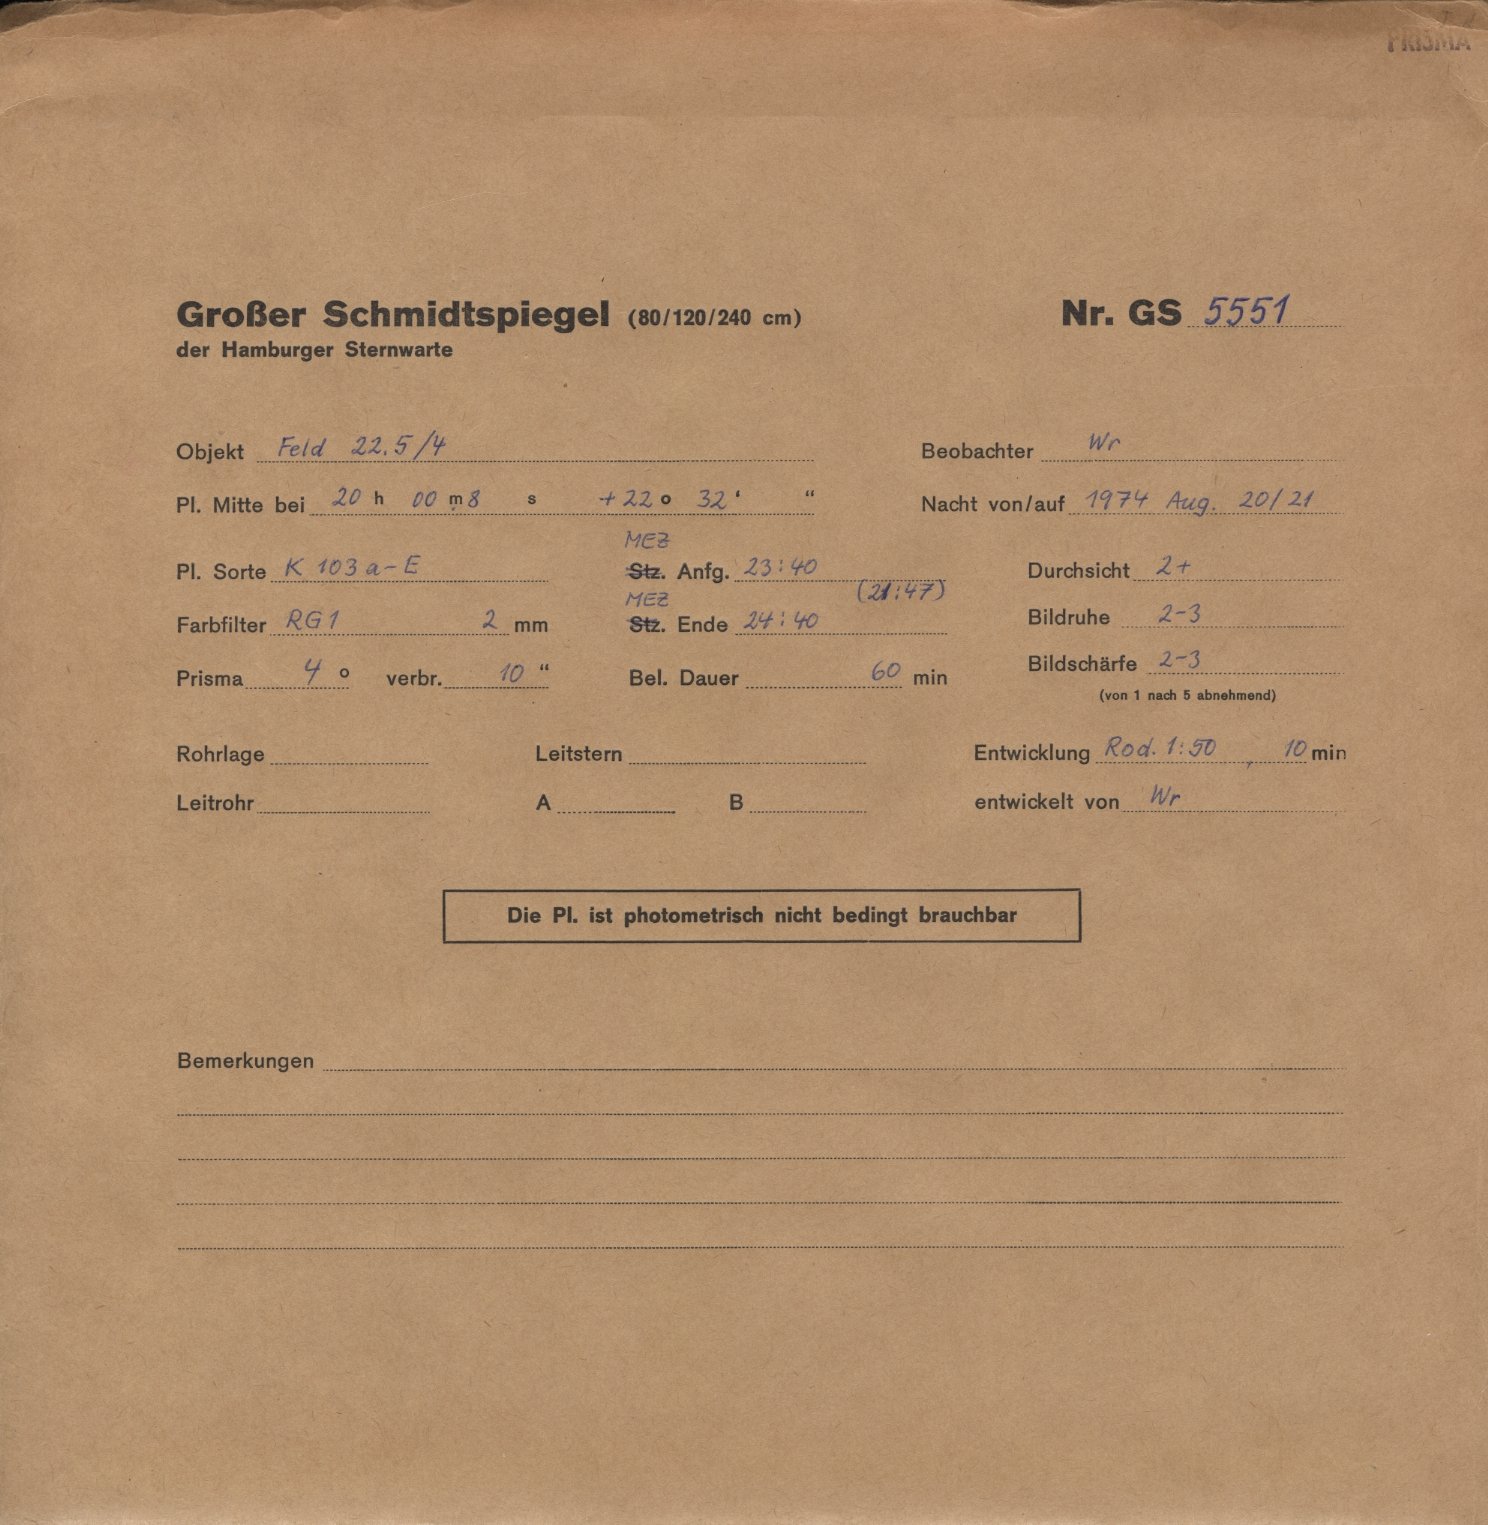 PRISMA
Großer Schmidtspiegel (80/120/240 cm) Nr. GS 5551
der Hamburger Sternwarte
Objekt Feld 22.5/4 Beobachter Wr
Pl. Mitte bei 20 h 00 m 8 s +22 o 32 ‘ “ Nacht von/auf 1974 Aug. 20/21
MEZ
Pl. Sorte K 103 a-E Stz. Anfg. 23:40 Durchsicht 2+
MEZ (21:47)
Farbfilter RG1 2 mm Stz. Ende 24:40 Bildruhe 2-3
Prisma 4 o verbr. 10 “ Bel. Dauer 60 min Bildschärfe 2-3
(von 1 nach 5 abnehmend)
Rohrlage Leitstern Entwicklung Rod. 1:50, 10 min
Leitrohr A B entwickelt von Wr
Die Pl. ist photometrisch nicht bedingt brauchbar
Bemerkungen